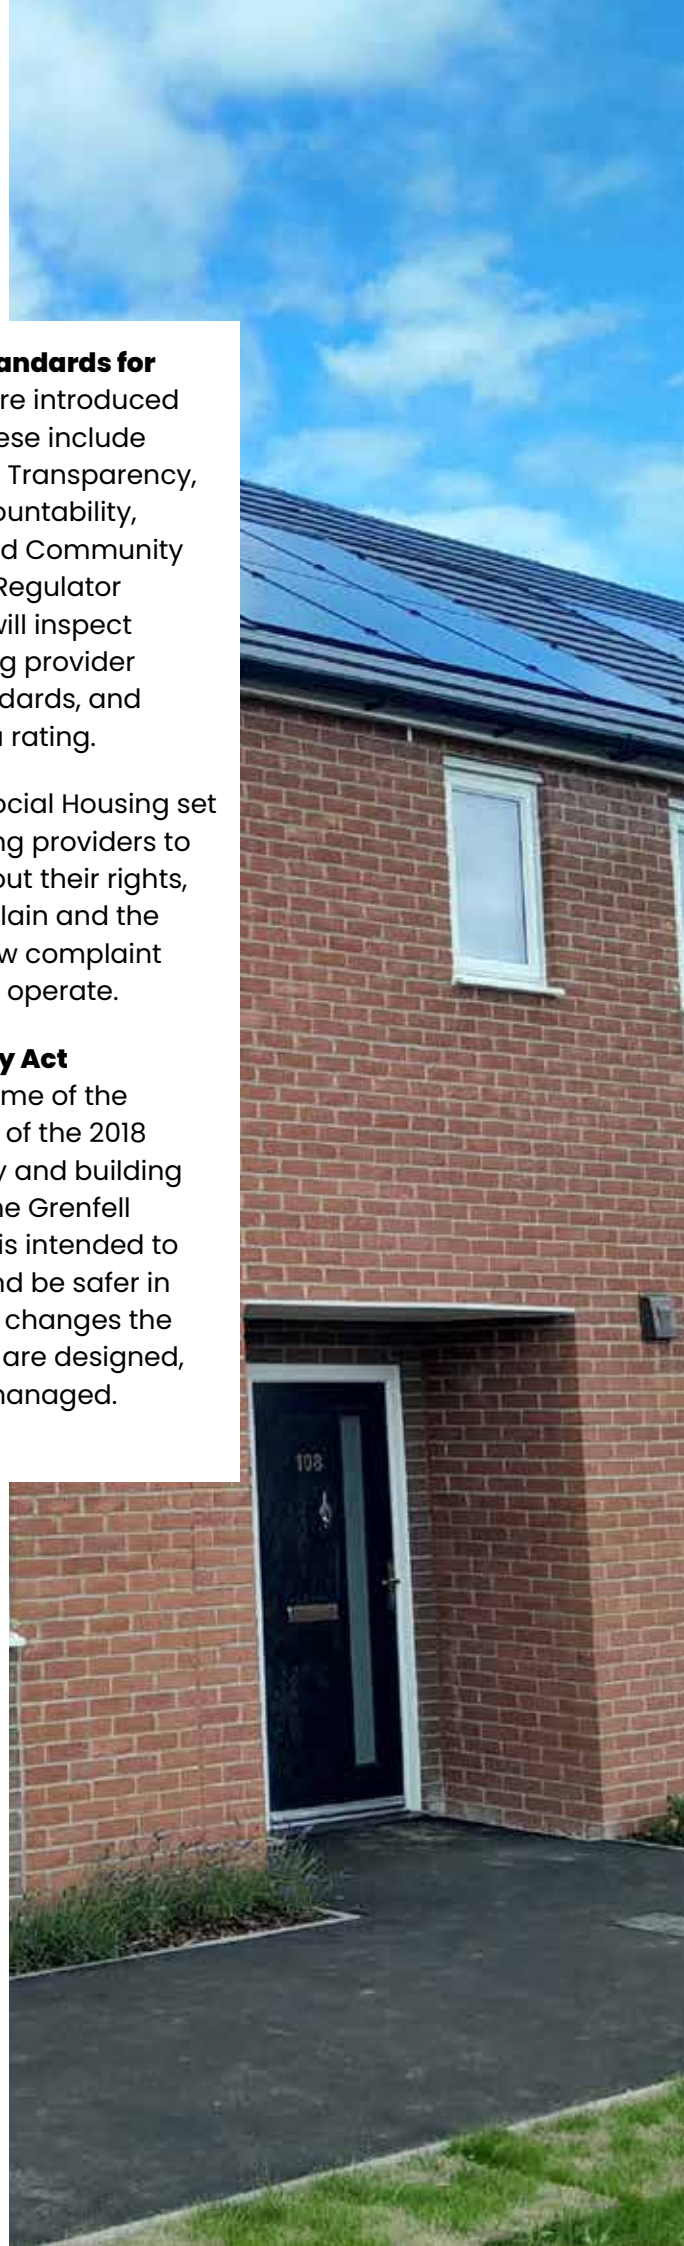 andards for
re introduced
ese include
Transparency,
ountability,
d Community
Regulator
will inspect
g provider
dards, and
a rating.
ocial Housing set
ng providers to
out their rights,
lain and the
w complaint
operate.
y Act
me of the
of the 2018
y and building
he Grenfell
is intended to
nd be safer in
changes the
are designed,
managed.
108